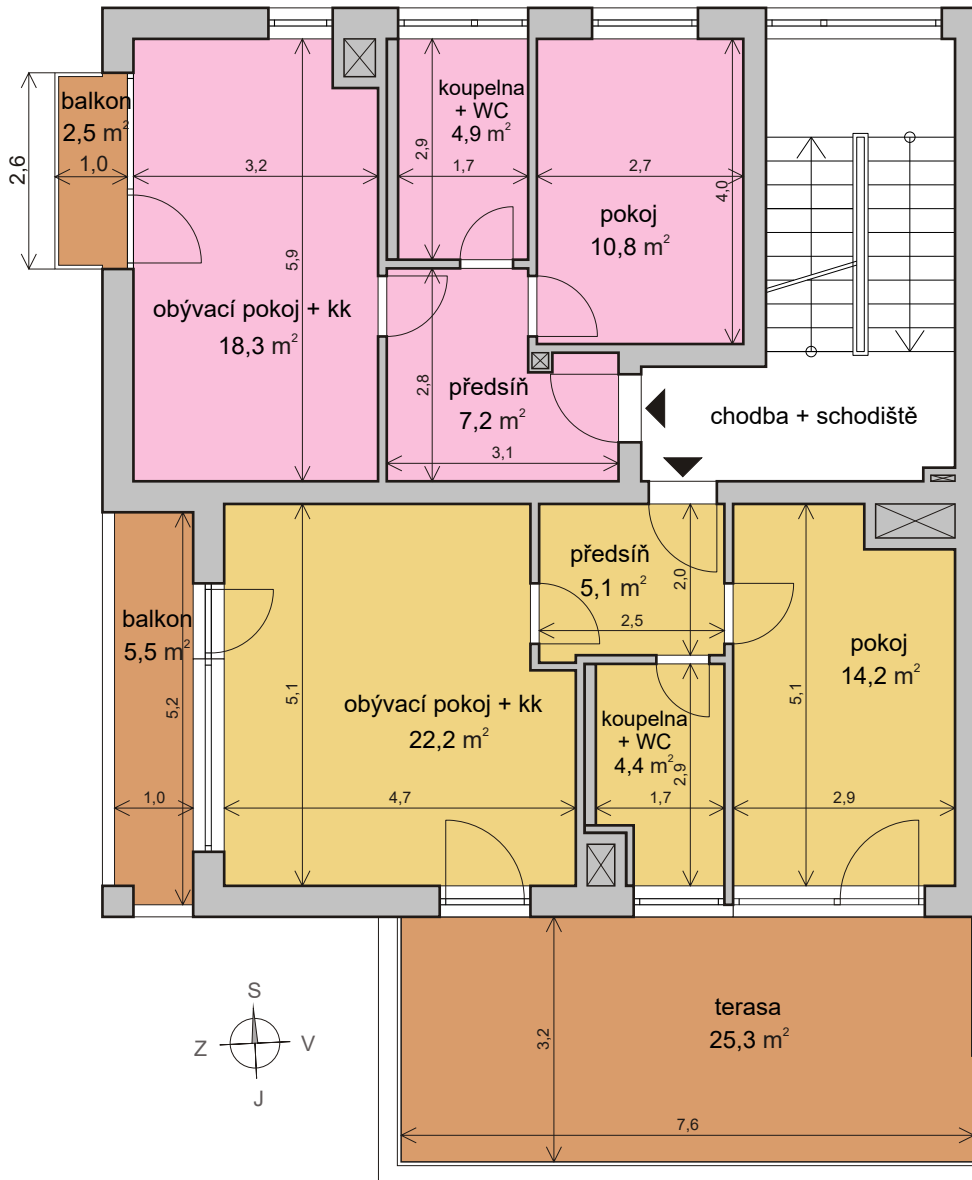 balkon
2,5 m²
1,0
2,6
3,2
5,9
obývací pokoj + kk
18,3 m²
koupelna
+ WC
4,9 m²
2,9
1,7
2,7
4,0
pokoj
10,8 m²
předsíň
7,2 m²
2,8
3,1
chodba + schodiště
balkon
5,5 m²
5,2
1,0
5,1
obývací pokoj + kk
22,2 m²
4,7
předsíň
5,1 m²
2,0
2,5
koupelna
+ WC
4,4 m²
2,9
1,7
pokoj
14,2 m²
5,1
2,9
terasa
25,3 m²
3,2
7,6
S
Z
V
J